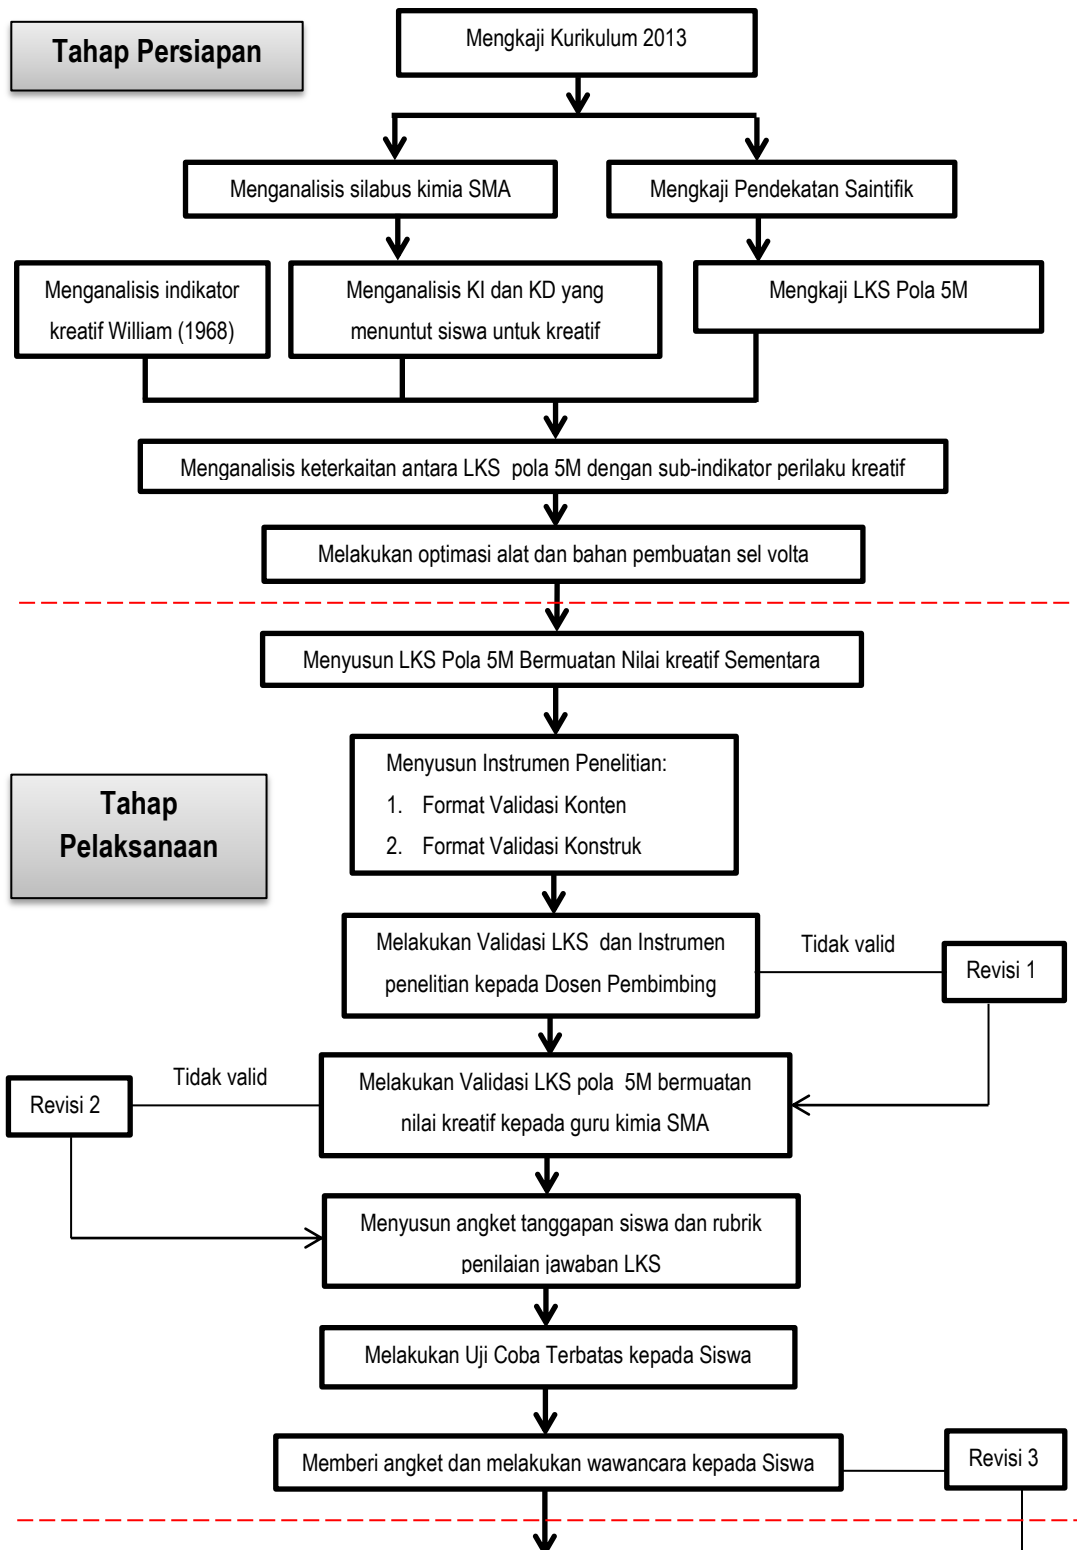 Tahap Persiapan
Mengkaji Kurikulum 2013
Menganalisis silabus kimia SMA
Mengkaji Pendekatan Saintifik
Menganalisis indikator
kreatif William (1968)
Menganalisis KI dan KD yang
menuntut siswa untuk kreatif
Mengkaji LKS Pola 5M
Menganalisis keterkaitan antara LKS pola 5M dengan sub-indikator perilaku kreatif
Melakukan optimasi alat dan bahan pembuatan sel volta
Menyusun LKS Pola 5M Bermuatan Nilai kreatif Sementara
Tahap
Pelaksanaan
Menyusun Instrumen Penelitian:
1. Format Validasi Konten
2. Format Validasi Konstruk
Melakukan Validasi LKS dan Instrumen
penelitian kepada Dosen Pembimbing
Tidak valid
Revisi 1
Melakukan Validasi LKS pola 5M bermuatan
nilai kreatif kepada guru kimia SMA
Tidak valid
Revisi 2
Menyusun angket tanggapan siswa dan rubrik
penilaian jawaban LKS
Melakukan Uji Coba Terbatas kepada Siswa
Memberi angket dan melakukan wawancara kepada Siswa
Revisi 3